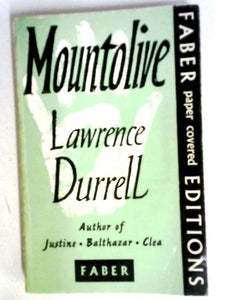 Mountolive
Lawrence
Durrell
Author of
Justine · Balthazar · Clea
FABER
FABER paper covered EDITIONS